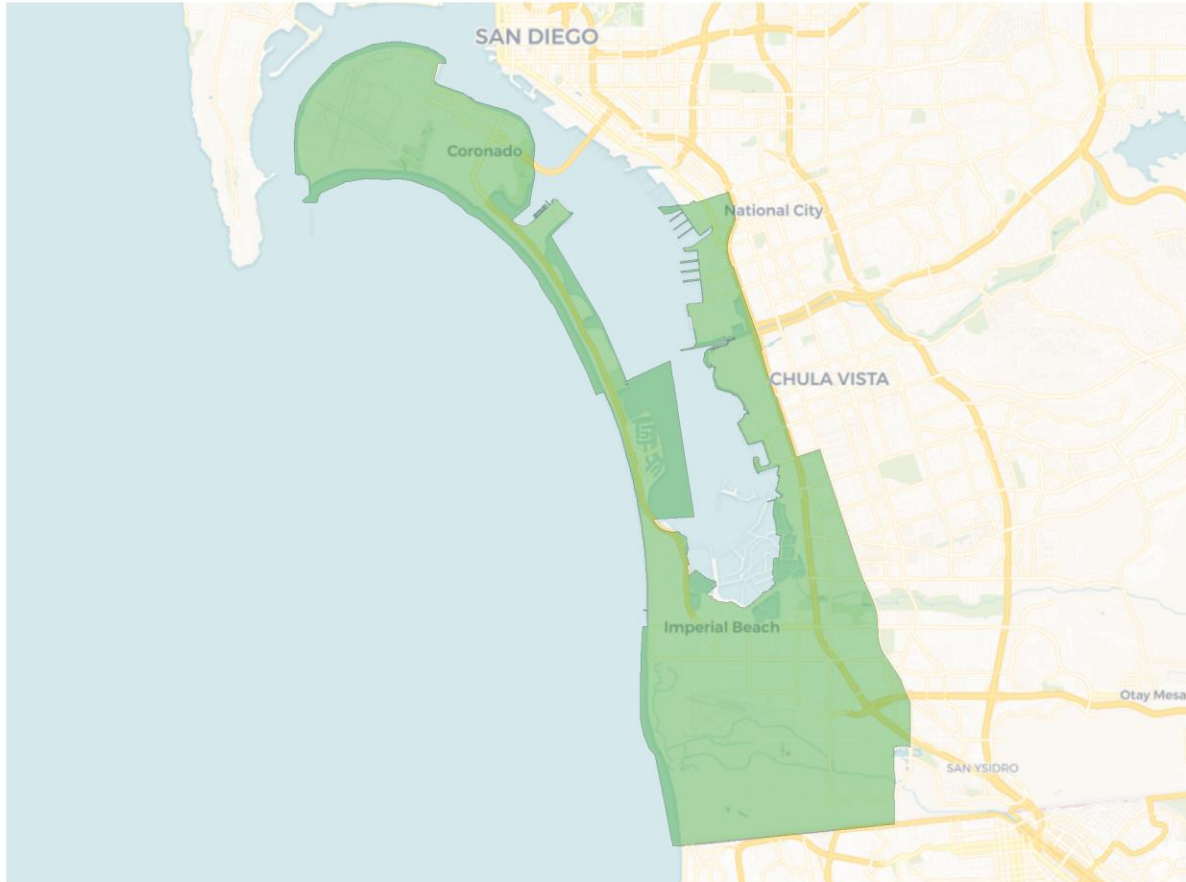 SAN DIEGO
Coronado
National City
CHULA VISTA
Imperial Beach
Otay Mesa
SAN YSIDRO